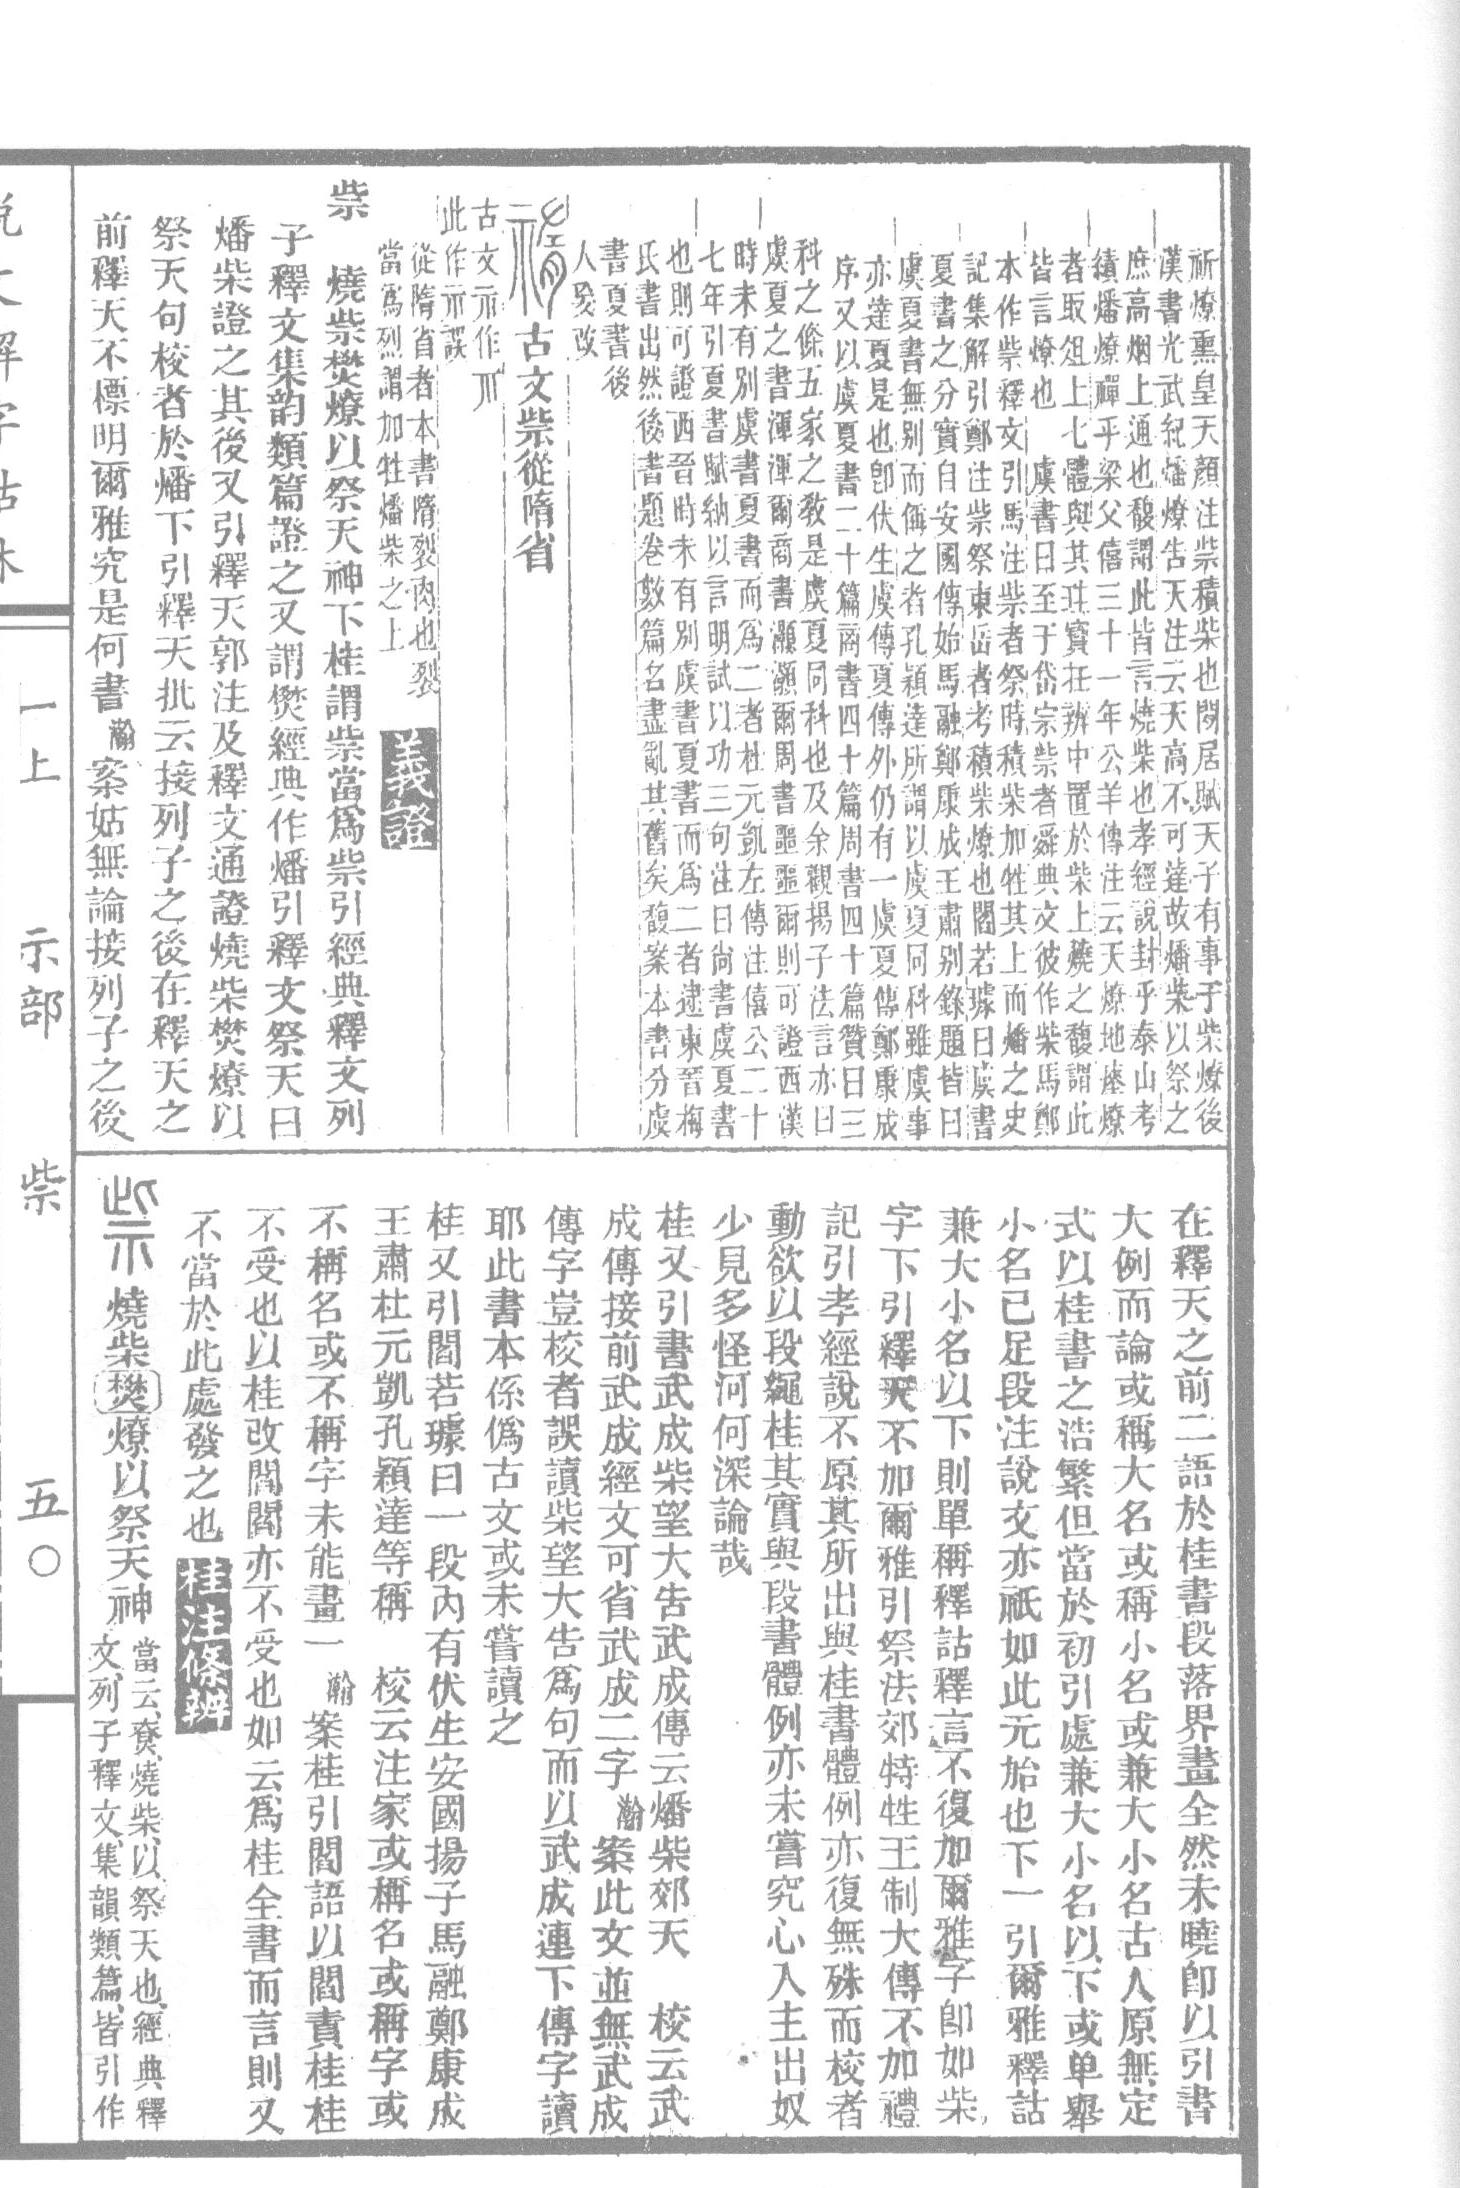 祈燎熏皇天顏注柴積柴也閒居賦天子有事于柴燎後
漢書光武紀燔燎告天注云天高不可達故燔柴以祭之
庶高烟上通也馥謂此皆言燒柴也孝經說封乎泰山考
績燔燎禪乎梁父僖三十一年公羊傳注云天燎地瘞燎
者取俎上七體與其珪寶在辨中置於柴上燒之馥謂此
皆言燎也 虞書曰至于岱宗祡者舜典文彼作柴馬鄭
本作祡釋文引馬注祡者祭時積柴加牲其上而燔之史
記集解引鄭注柴祭東岳者考積柴燎也閻若璩曰虞書
夏書之分實自安國傳始馬融鄭康成王肅别錄題皆曰
虞夏書無别而偁之者孔穎達所謂以虞夏同科雖虞事
亦達夏是也卽伏生虞傳夏傳外仍有一虞夏傳鄭康成
序又以虞夏書二十篇商書四十篇周書四十篇贊曰三
科之條五家之敎是虞夏同科也及余觀揚子法言亦曰
虞夏之書渾渾爾商書灝灝爾周書噩噩爾則可證西漢
時未有别虞書夏書而爲二者杜元凱左傳注僖公二十
七年引夏書賦納以言明試以功三句注曰尚書虞夏書
也則可證西晉時未有别虞書夏書而爲二者逮東晉梅
氏書出然後書題卷數篇名盡亂其舊矣馥案本書分虞
書夏書後
人㕞改
古文祡從隋省
古文示作𥘅
此作示誤
從隋省者本書隋裂肉也裂
當爲烈謂加牲燔柴之上 義證
祡 燒祡樊燎以祭天神下桂謂祡當爲柴引經典釋文列
子釋文集韵類篇證之又謂樊經典作燔引釋文祭天曰
燔柴證之其後又引釋天郭注及釋文通證燒柴樊燎以
祭天句校者於燔下引釋天批云接列子之後在釋天之
前釋天不標明爾雅究是何書 瀚案姑無論接列子之後
在釋天之前二語於桂書段落界畫全然未曉卽以引書
大例而論或稱大名或稱小名或兼大小名古人原無定
式以桂書之浩繁但當於初引處兼大小名以下或单舉
小名已足段注說文亦祇如此元始也下一引爾雅釋詁
兼大小名以下則單稱釋詁釋言不復加爾雅字卽如柴
字下引釋天不加爾雅引祭法郊特牲王制大傳不加禮
記引孝經說不原其所出與桂書體例亦復無殊而校者
動欲以段繩桂其實與段書體例亦未嘗究心入主出奴
少見多怪河何深論哉
桂又引書武成柴望大告武成傳云燔柴郊天 校云武
成傳接前武成經文可省武成二字 瀚案此文並無武成
傳字豈校者誤讀柴望大告爲句而以武成連下傳字讀
耶此書本係僞古文或未嘗讀之
桂又引閻若璩曰一段內有伏生安國揚子馬融鄭康成
王肅杜元凱孔穎達等稱 校云注家或稱名或稱字或
不稱名或不稱字未能畫一 瀚案桂引閻語以閻責桂桂
不受也以桂改閻閻亦不受也如云爲桂全書而言則又
不當於此處發之也 桂注條辨
燒柴樊燎以祭天神 當云尞燒柴以祭天也經典釋
文列子釋文集韻類篇皆引作
一上 示部 祡 五〇